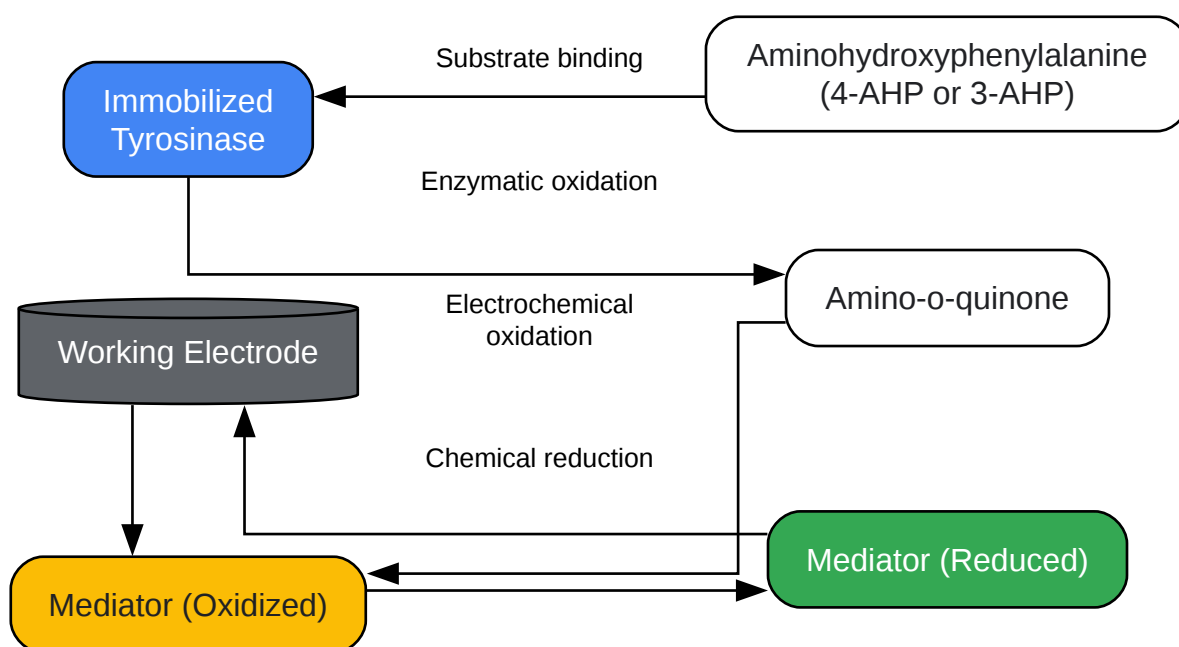 Substrate binding
Aminohydroxyphenylalanine
(4-AHP or 3-AHP)
Immobilized
Tyrosinase
Enzymatic oxidation
Amino-o-quinone
Electrochemical
oxidation
Working Electrode
Chemical reduction
Mediator (Reduced)
Mediator (Oxidized)